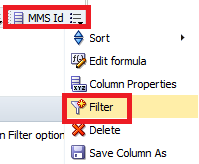 MMS Id
Sort
Edit formula
Column Properties
Filter
n Filter option
Delete
Save Column As